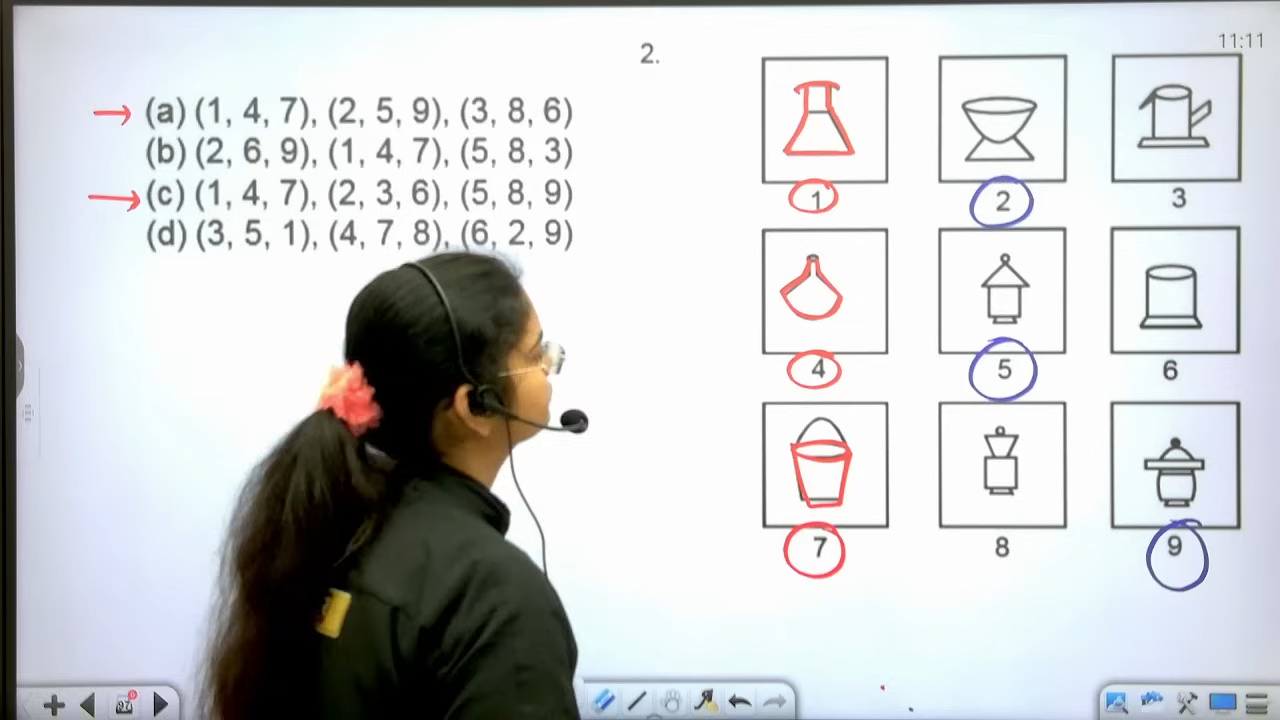 11:11
2.
(a) (1, 4, 7), (2, 5, 9), (3, 8, 6)
(b) (2, 6, 9), (1, 4, 7), (5, 8, 3)
(c) (1, 4, 7), (2, 3, 6), (5, 8, 9)
(d) (3, 5, 1), (4, 7, 8), (6, 2, 9)
1 2 3
4 5 6
7 8 9